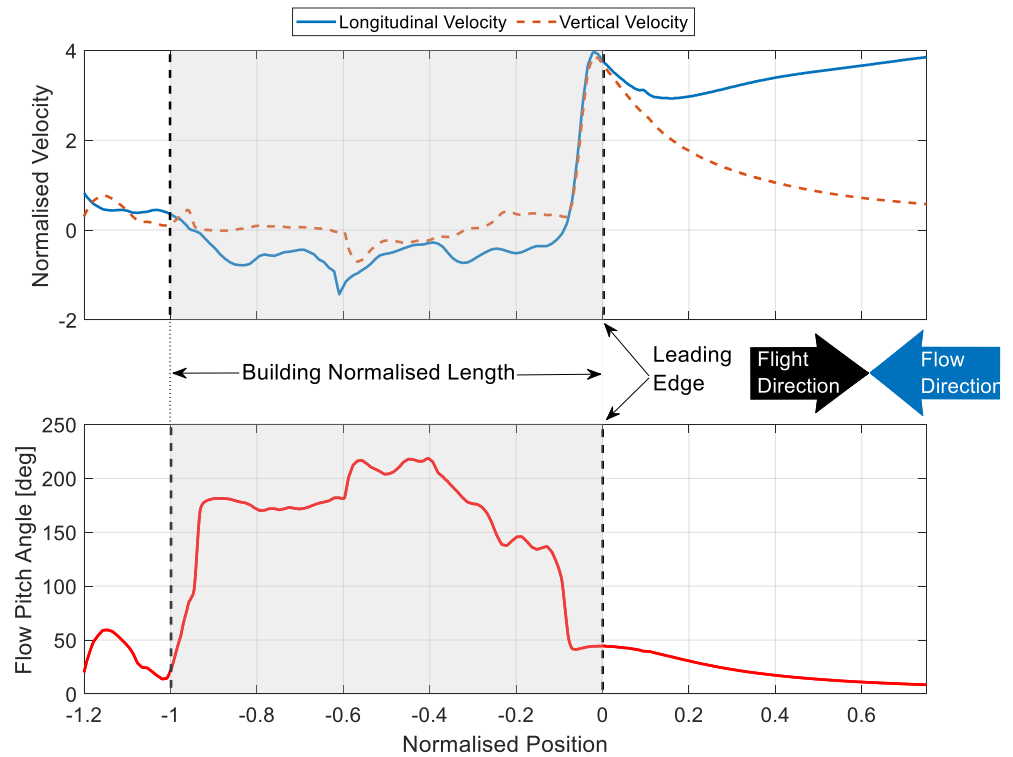 Longitudinal Velocity Vertical Velocity
4
2
0
-2
Normalised Velocity
Building Normalised Length
Leading
Edge
Flight
Direction
Flow
Direction
250
200
150
100
50
0
Flow Pitch Angle [deg]
-1.2 -1 -0.8 -0.6 -0.4 -0.2 0 0.2 0.4 0.6
Normalised Position